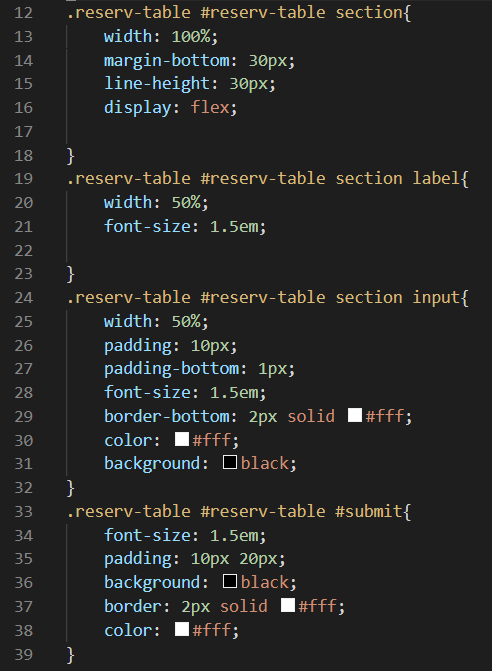 12 .reserv-table #reserv-table section{
13     width: 100%;
14     margin-bottom: 30px;
15     line-height: 30px;
16     display: flex;
17
18 }
19 .reserv-table #reserv-table section label{
20     width: 50%;
21     font-size: 1.5em;
22
23 }
24 .reserv-table #reserv-table section input{
25     width: 50%;
26     padding: 10px;
27     padding-bottom: 1px;
28     font-size: 1.5em;
29     border-bottom: 2px solid #fff;
30     color: #fff;
31     background: black;
32 }
33 .reserv-table #reserv-table #submit{
34     font-size: 1.5em;
35     padding: 10px 20px;
36     background: black;
37     border: 2px solid #fff;
38     color: #fff;
39 }